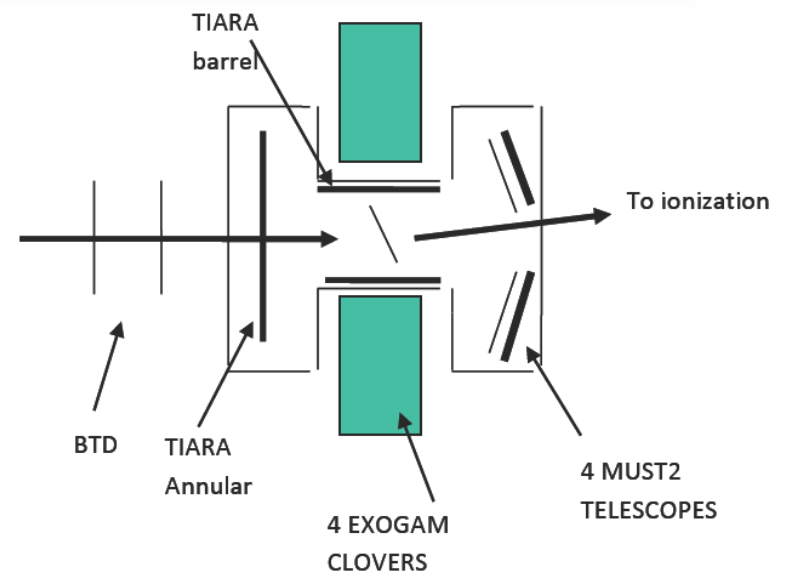 TIARA
barrel
To ionization
BTD
TIARA
Annular
4 EXOGAM
CLOVERS
4 MUST2
TELESCOPES